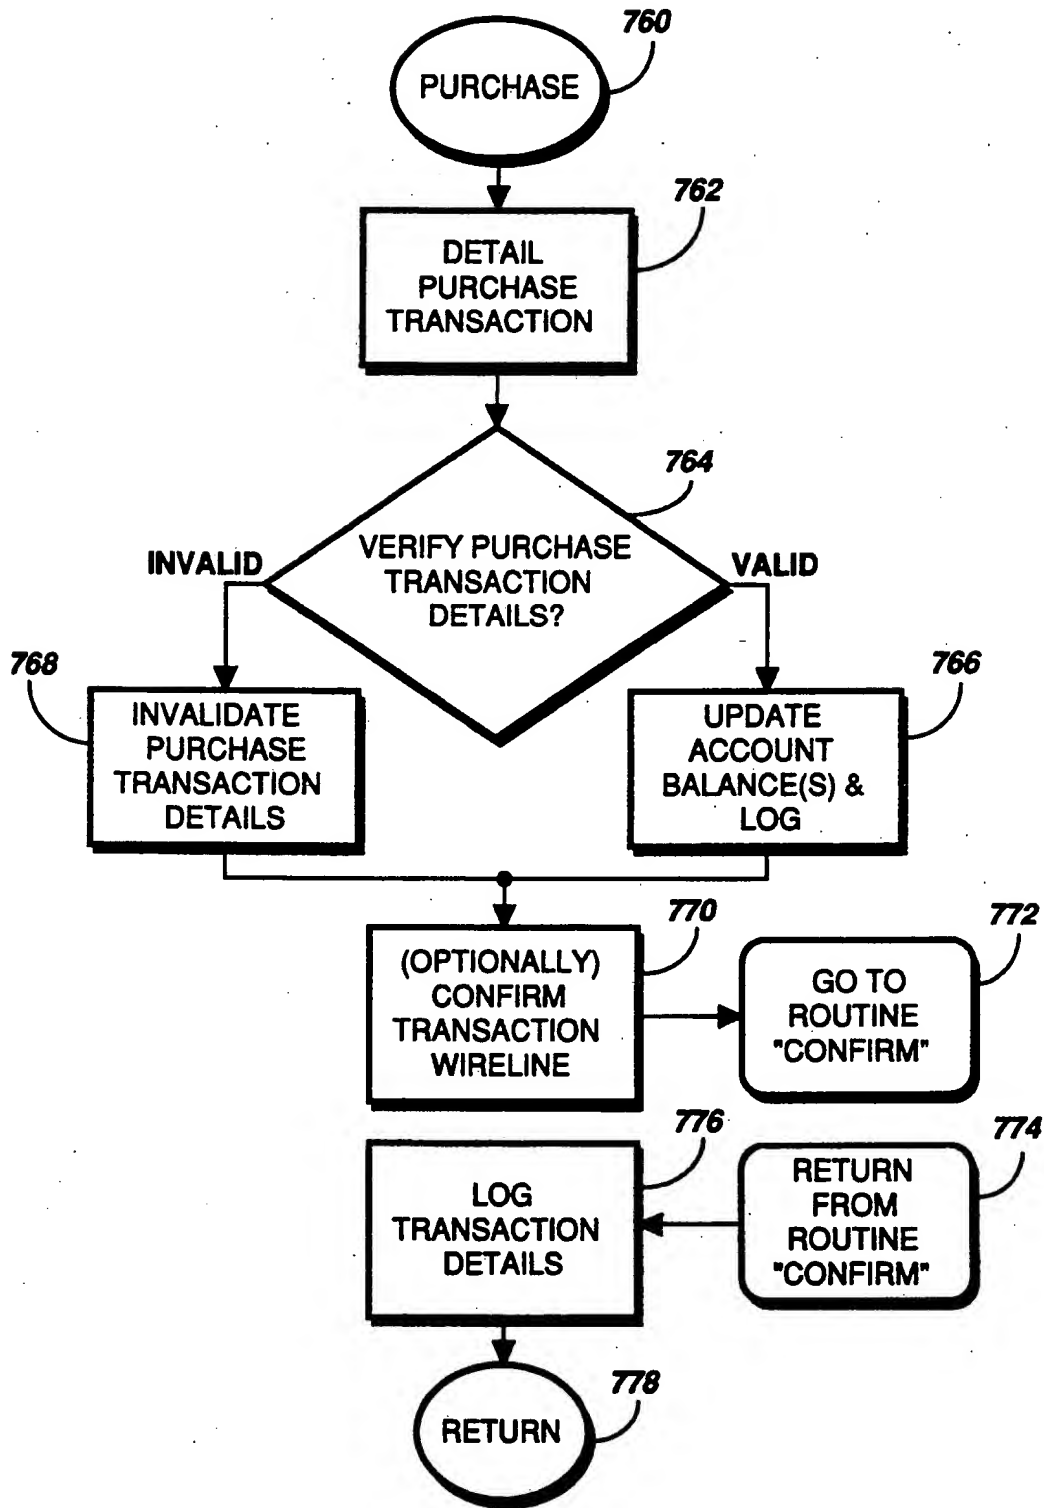 760
PURCHASE
762
DETAIL
PURCHASE
TRANSACTION
764
VERIFY PURCHASE
TRANSACTION
DETAILS?
INVALID
VALID
768
INVALIDATE
PURCHASE
TRANSACTION
DETAILS
766
UPDATE
ACCOUNT
BALANCE(S) &
LOG
770
(OPTIONALLY)
CONFIRM
TRANSACTION
WIRELINE
772
GO TO
ROUTINE
"CONFIRM"
776
LOG
TRANSACTION
DETAILS
774
RETURN
FROM
ROUTINE
"CONFIRM"
778
RETURN